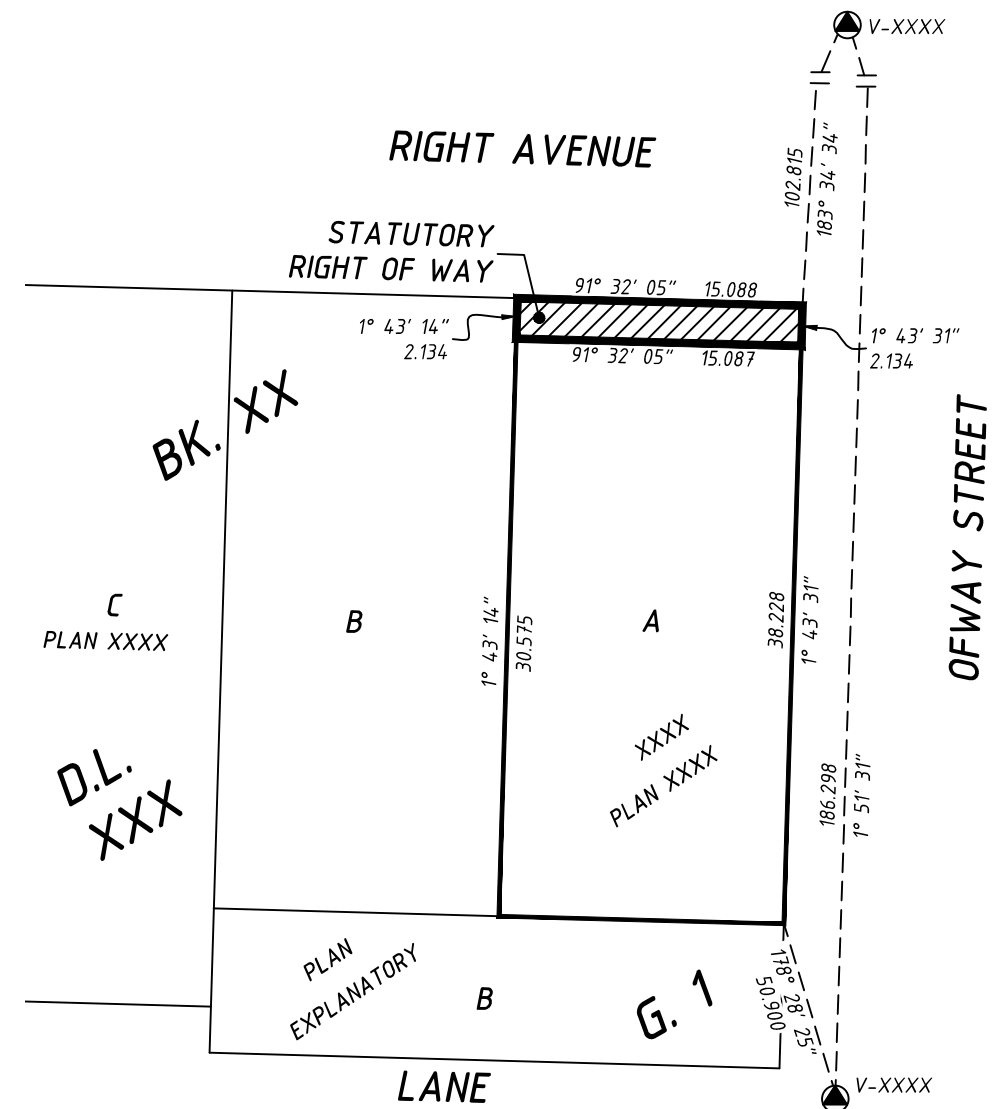 V-XXXX
RIGHT AVENUE
102.815
183° 34' 34"
STATUTORY
RIGHT OF WAY
91° 32' 05" 15.088
1° 43' 14"
2.134
91° 32' 05" 15.087
1° 43' 31"
2.134
BK. XX
OFWAY STREET
C
PLAN XXXX
B
1° 43' 14"
30.575
A
38.228
1° 43' 31"
XXXX
PLAN XXXX
D.L.
XXX
186.298
1° 51' 31"
PLAN
EXPLANATORY
B
G. 1
178° 28' 25"
50.900
LANE
V-XXXX